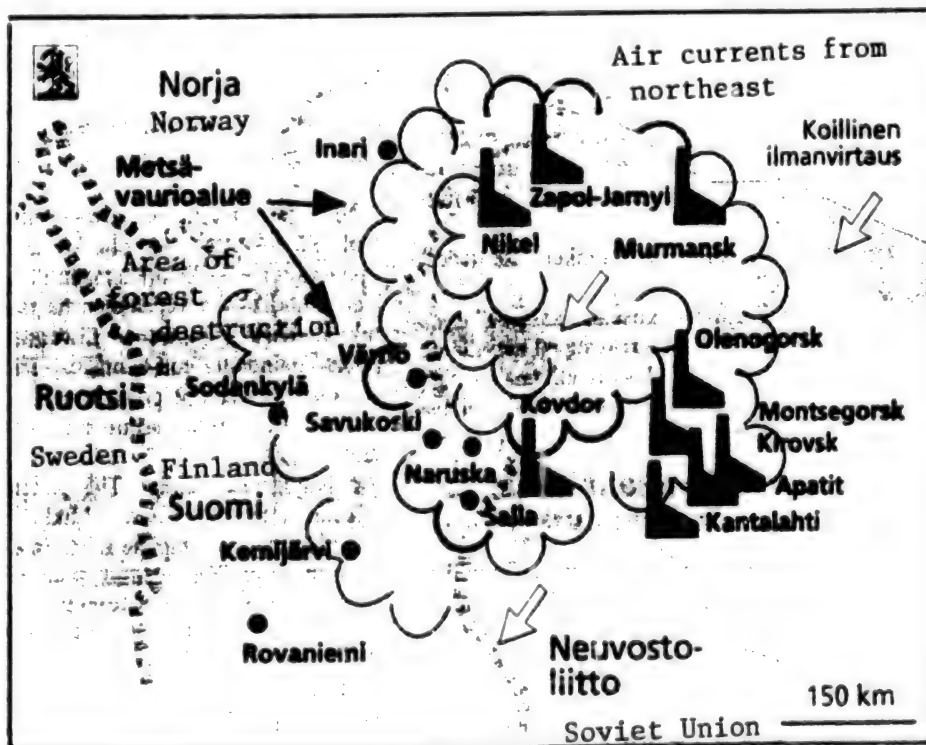 Air currents from
northeast
Norja
Norway
Koillinen
ilmanvirtaus
Inari
Metsä-
vaurioalue
Zapol-Jarnyi
Nikel
Murmansk
Area of
forest
destruction
Olenogorsk
Värriö
Sodankylä
Ruotsi
Kovdor
Montsegorsk
Savukoski
Kirovsk
Sweden
Finland
Naruska
Apatit
Suomi
Salla
Kantalahti
Kemijärvi
Rovaniemi
Neuvosto-
liitto
150 km
Soviet Union